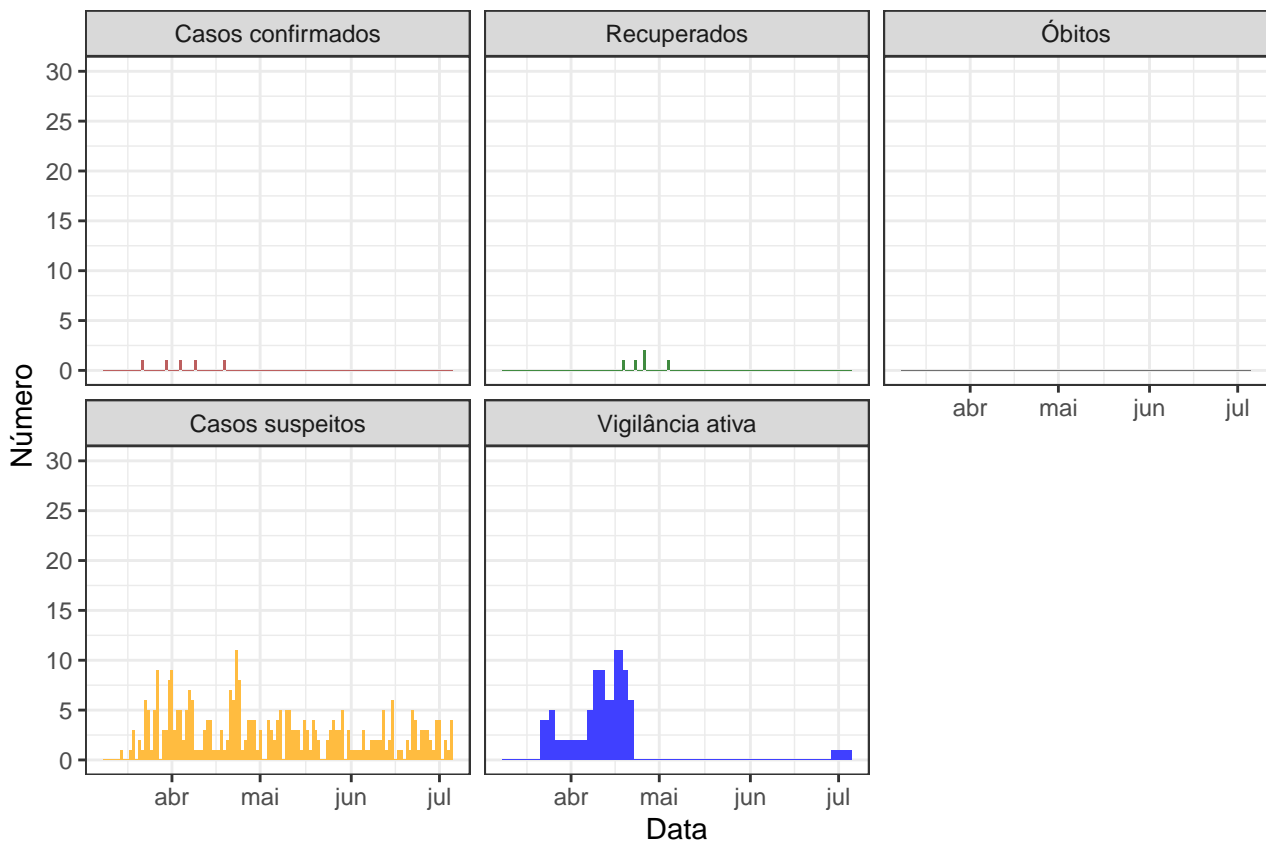 Casos confirmados
Recuperados
Óbitos
30
25
20
15
10
5
0
abr mai jun jul
Número
Casos suspeitos
Vigilância ativa
30
25
20
15
10
5
0
abr mai jun jul
abr mai jun jul
Data